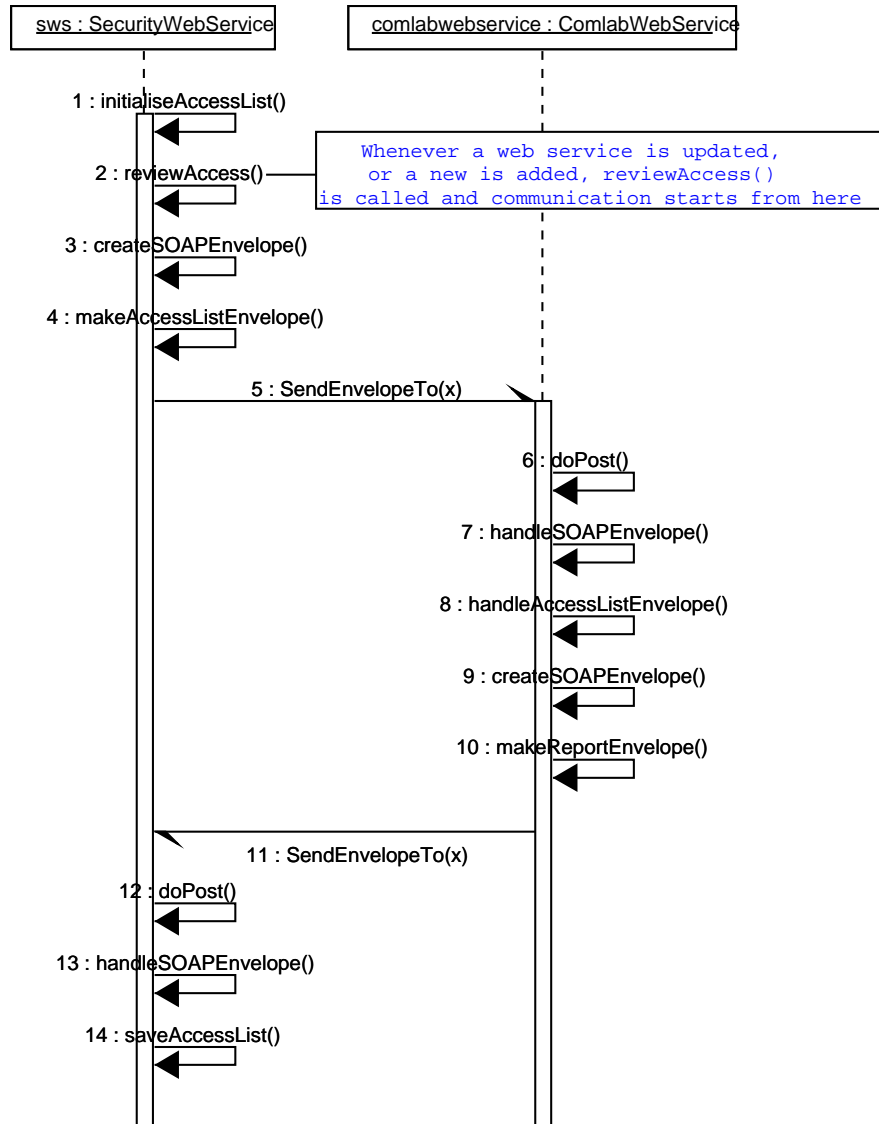 sws : SecurityWebService
comlabwebservice : ComlabWebService
1 : initialiseAccessList()
Whenever a web service is updated,
or a new is added, reviewAccess()
is called and communication starts from here
2 : reviewAccess()
3 : createSOAPEnvelope()
4 : makeAccessListEnvelope()
5 : SendEnvelopeTo(x)
6 : doPost()
7 : handleSOAPEnvelope()
8 : handleAccessListEnvelope()
9 : createSOAPEnvelope()
10 : makeReportEnvelope()
11 : SendEnvelopeTo(x)
12 : doPost()
13 : handleSOAPEnvelope()
14 : saveAccessList()